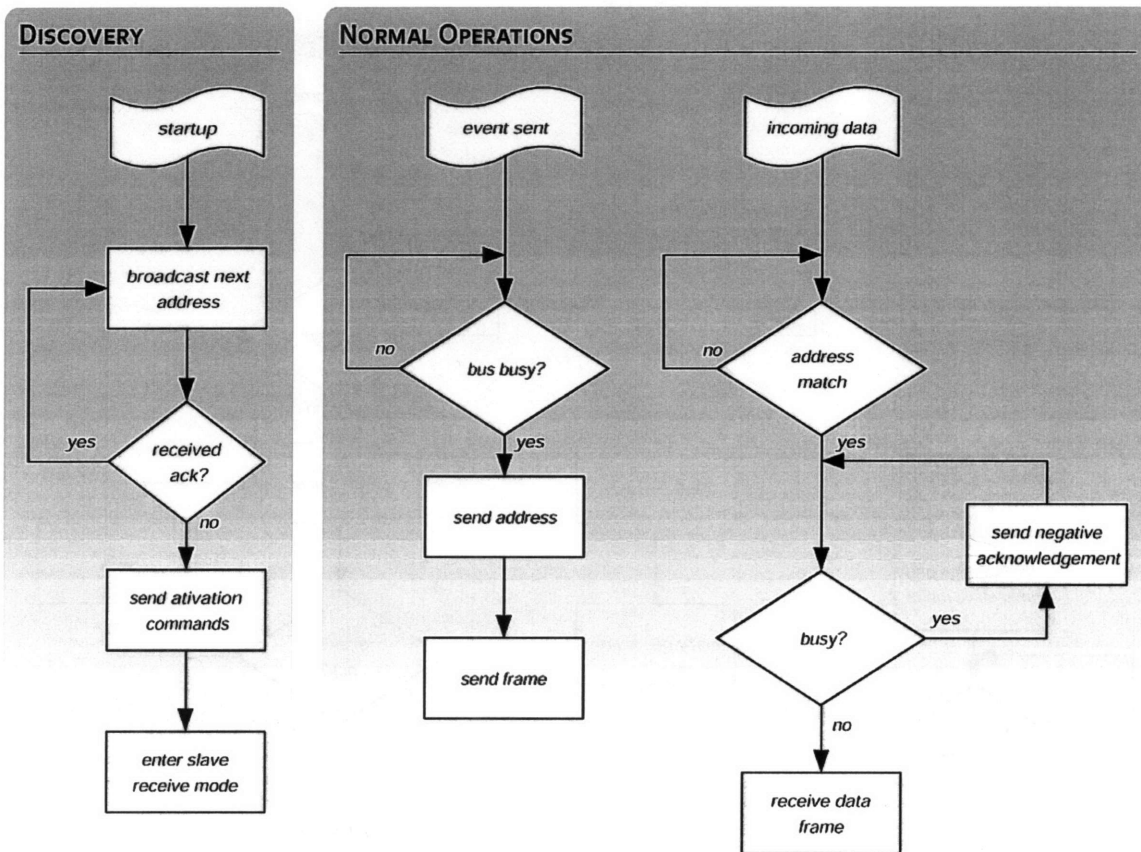 DISCOVERY
startup
broadcast next
address
yes
received
ack?
no
send ativation
commands
enter slave
receive mode
NORMAL OPERATIONS
event sent
no
bus busy?
yes
send address
send frame
incoming data
no
address
match
yes
send negative
acknowledgement
busy?
yes
no
receive data
frame